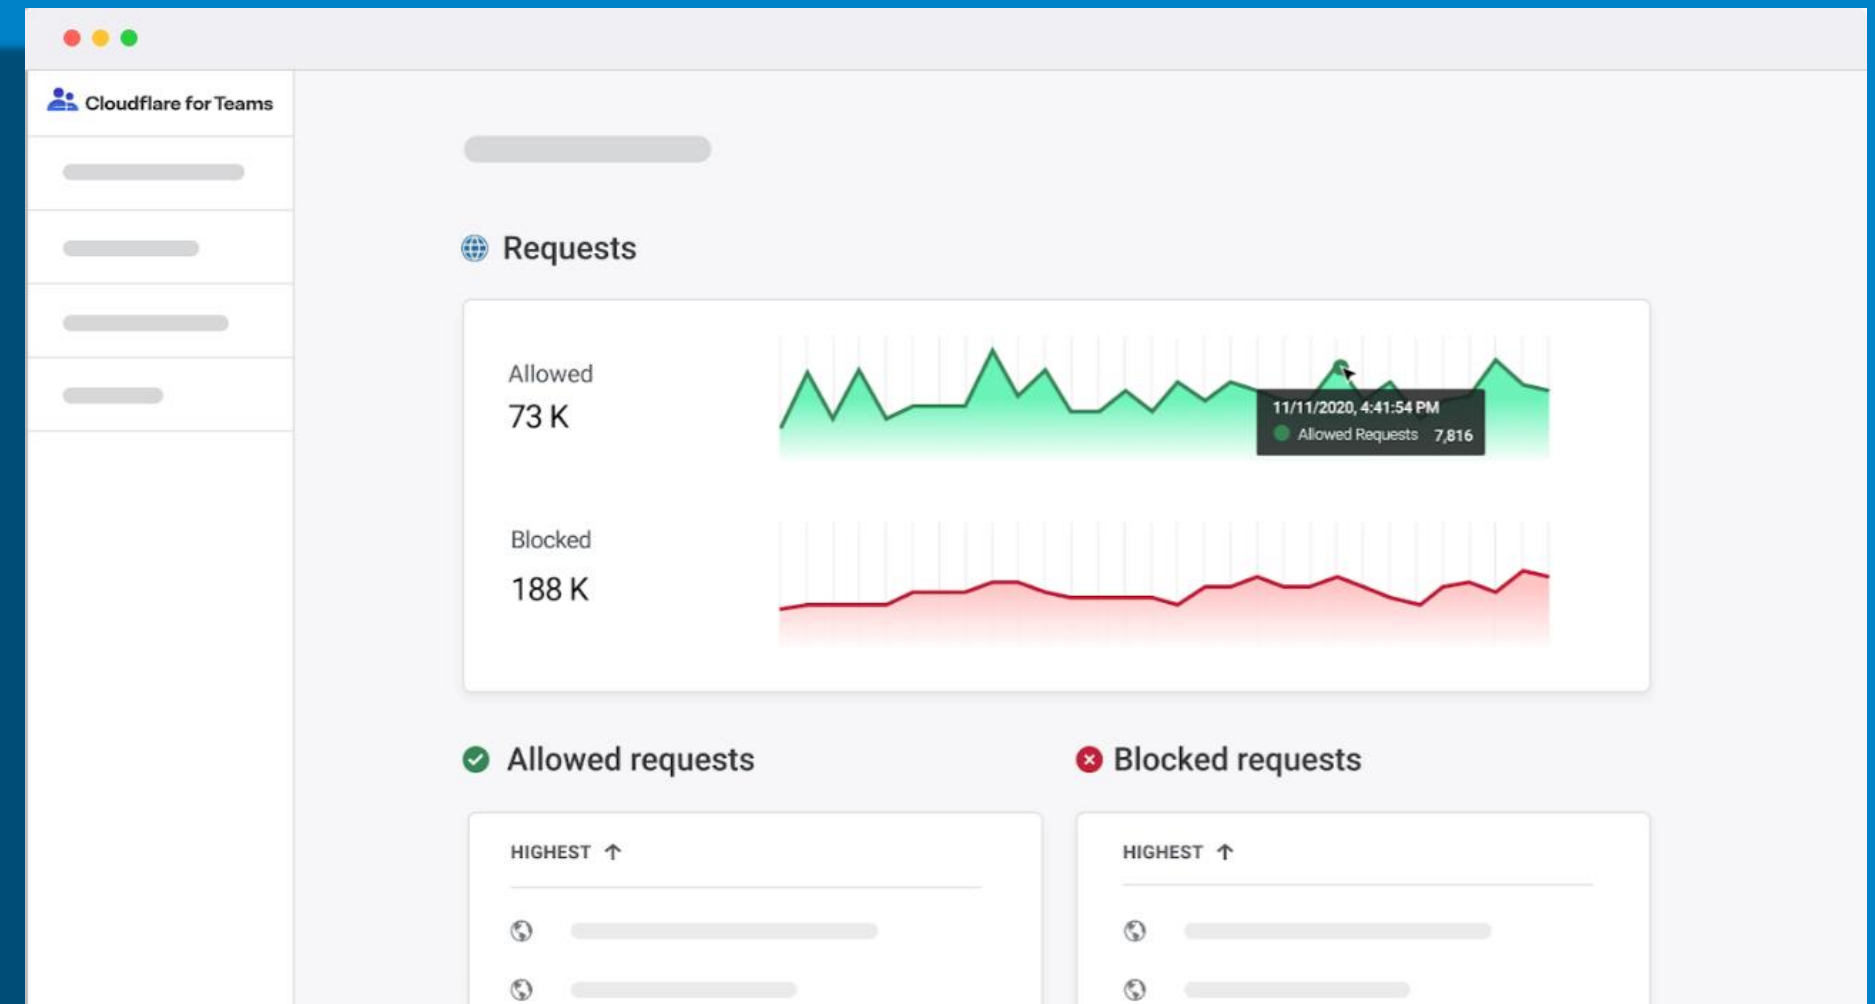 Cloudflare for Teams
Requests
Allowed
73 K
11/11/2020, 4:41:54 PM
Allowed Requests 7,816
Blocked
188 K
Allowed requests
Blocked requests
HIGHEST
HIGHEST